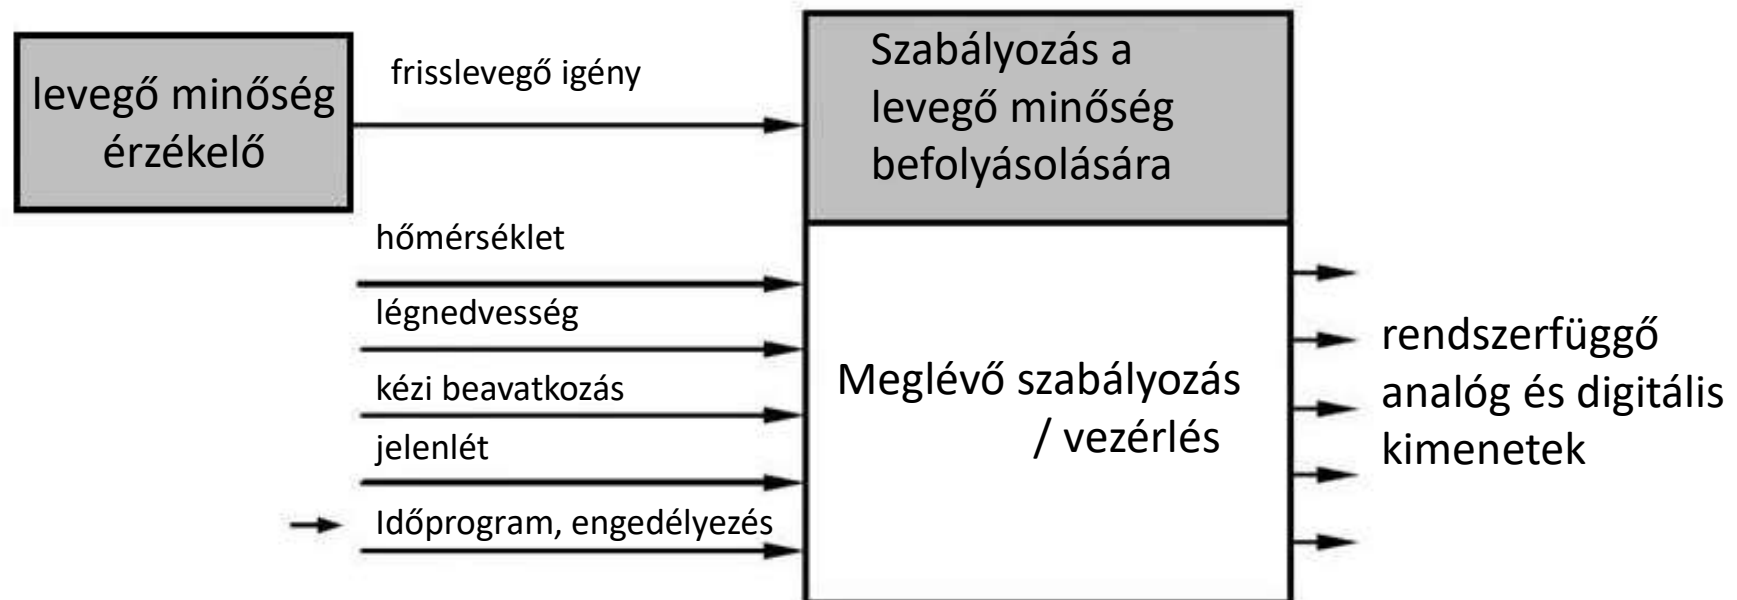 levegő minőség
érzékelő
frisslevegő igény
Szabályozás a
levegő minőség
befolyásolására
hőmérséklet
légnedvesség
kézi beavatkozás
jelenlét
Időprogram, engedélyezés
Meglévő szabályozás
/ vezérlés
rendszerfüggő
analóg és digitális
kimenetek